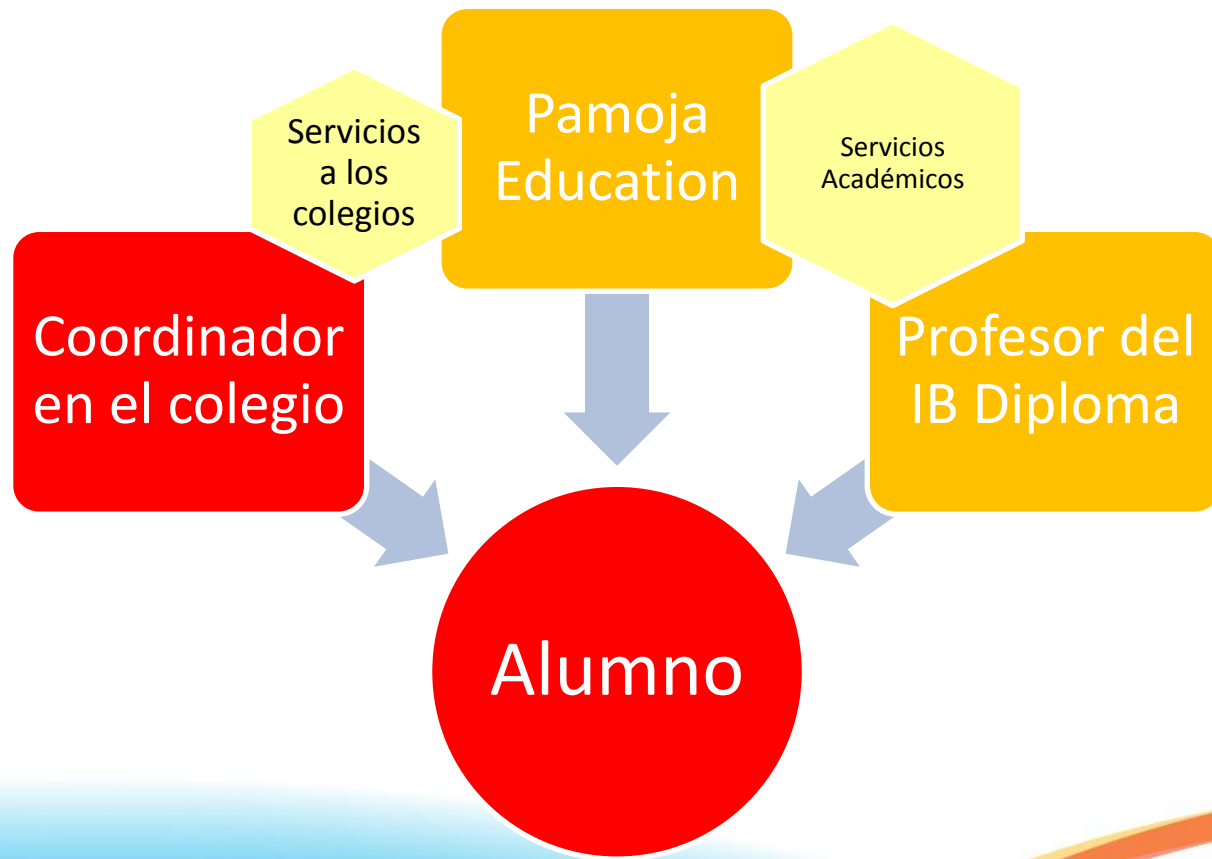 Servicios
a los
colegios
Pamoja
Education
Servicios
Académicos
Coordinador
en el colegio
Profesor del
IB Diploma
Alumno